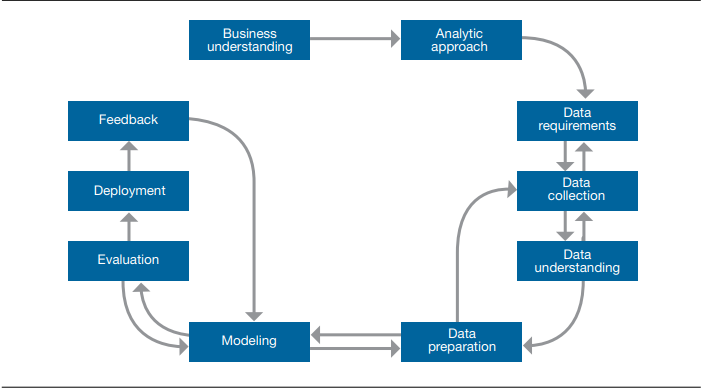 Business
understanding
Analytic
approach
Data
requirements
Data
collection
Data
understanding
Data
preparation
Modeling
Evaluation
Deployment
Feedback